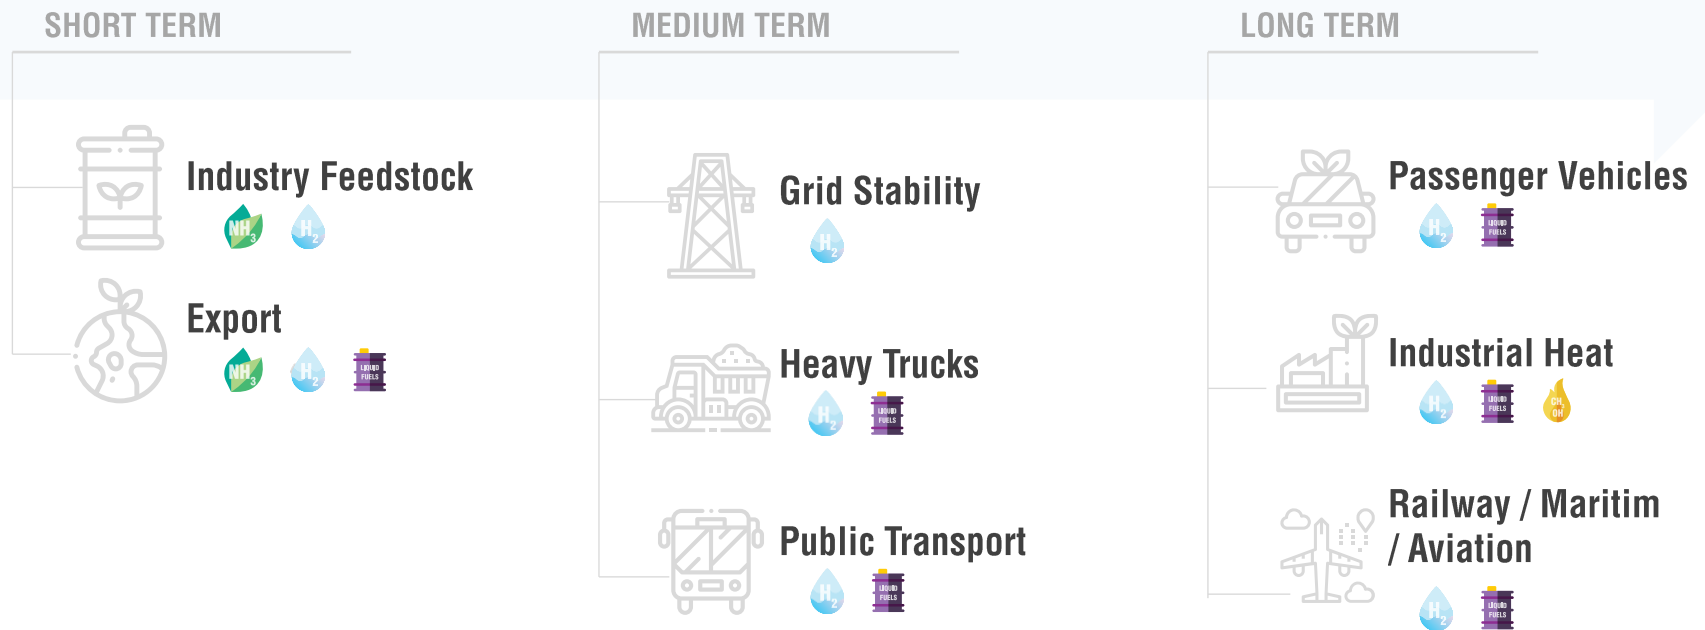 SHORT TERM
Industry Feedstock
NH3
H2
Export
NH3
H2
LIQUID
FUELS
MEDIUM TERM
Grid Stability
H2
Heavy Trucks
H2
LIQUID
FUELS
Public Transport
H2
LIQUID
FUELS
LONG TERM
Passenger Vehicles
H2
LIQUID
FUELS
Industrial Heat
H2
LIQUID
FUELS
CH3
OH
Railway / Maritim
/ Aviation
H2
LIQUID
FUELS